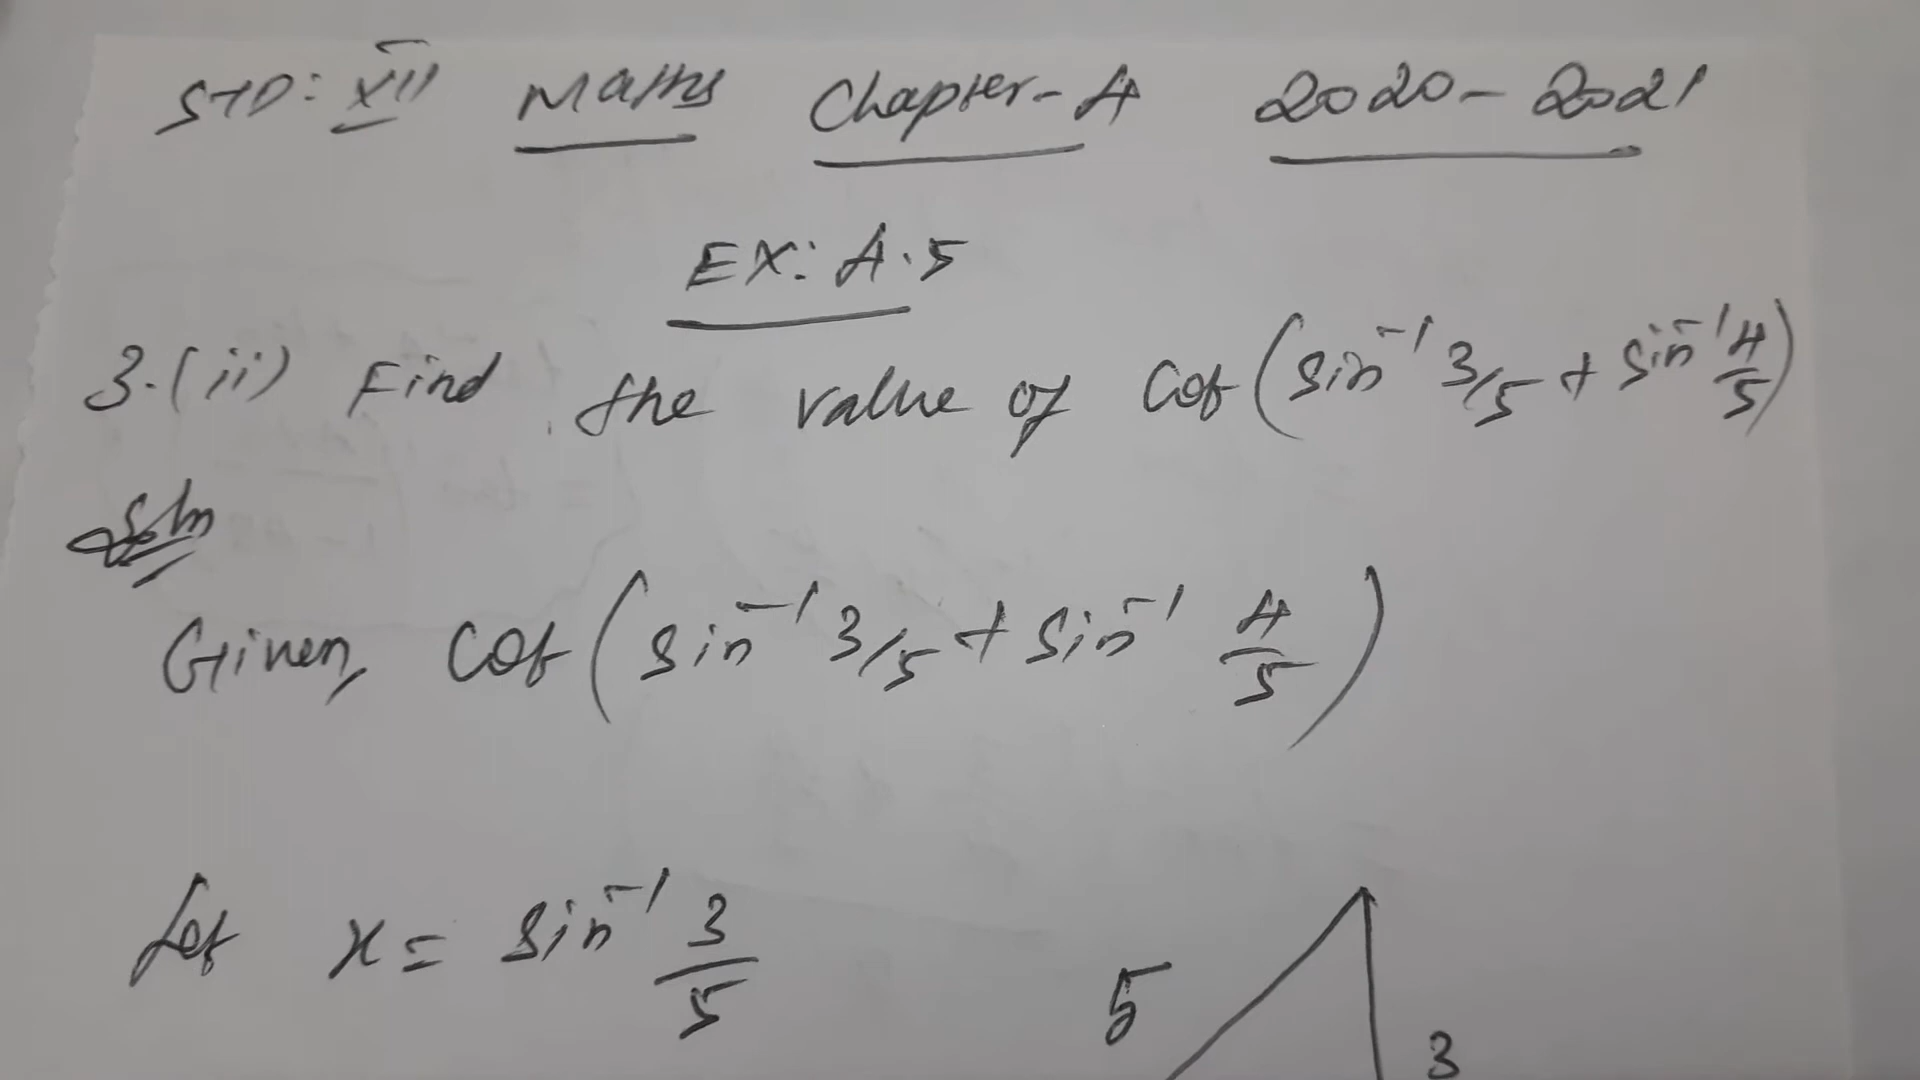 STD: XII Maths Chapter-4 2020-2021
EX: 4.5
3.(ii) Find the value of Cot (sin⁻¹ 3/5 + sin⁻¹ 4/5)
Soln
Given, Cot (sin⁻¹ 3/5 + sin⁻¹ 4/5)
Let x = sin⁻¹ 3/5
5
3